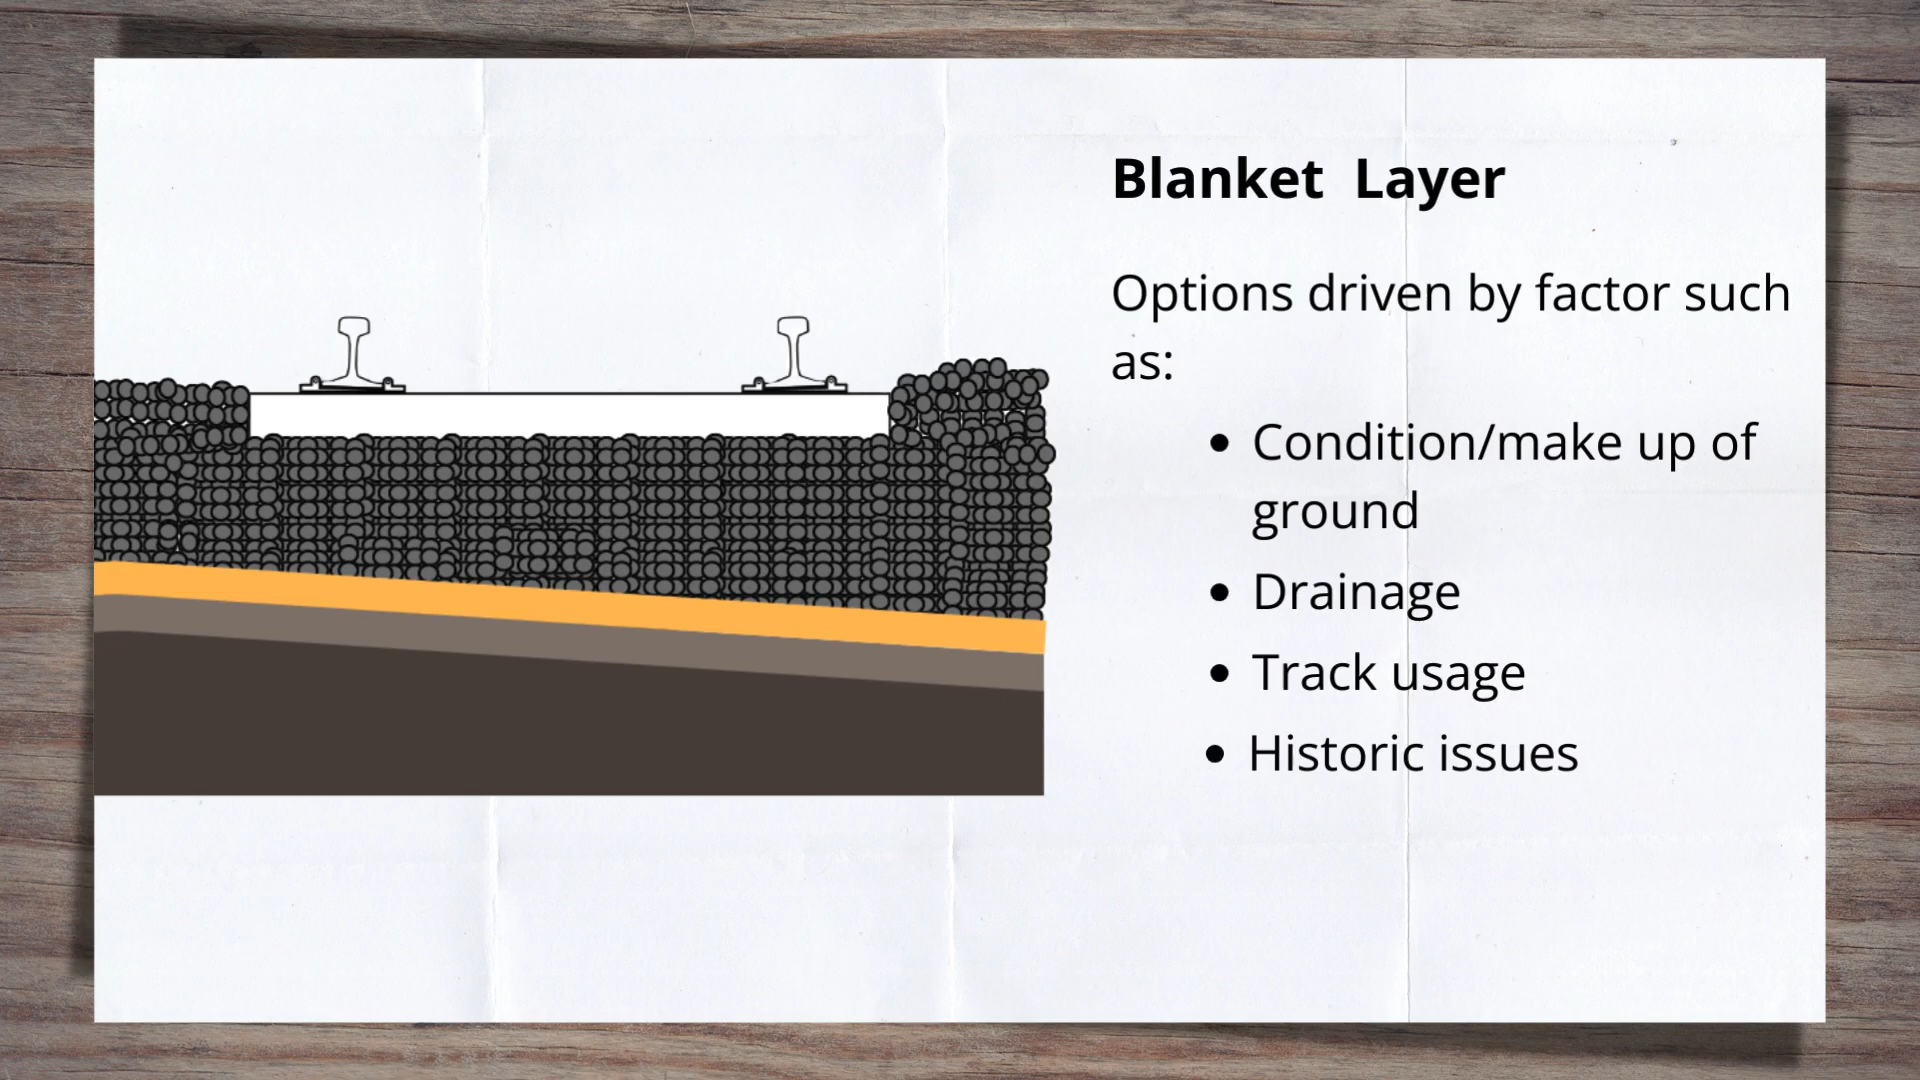 Blanket Layer
Options driven by factor such
as:
• Condition/make up of
ground
• Drainage
• Track usage
• Historic issues